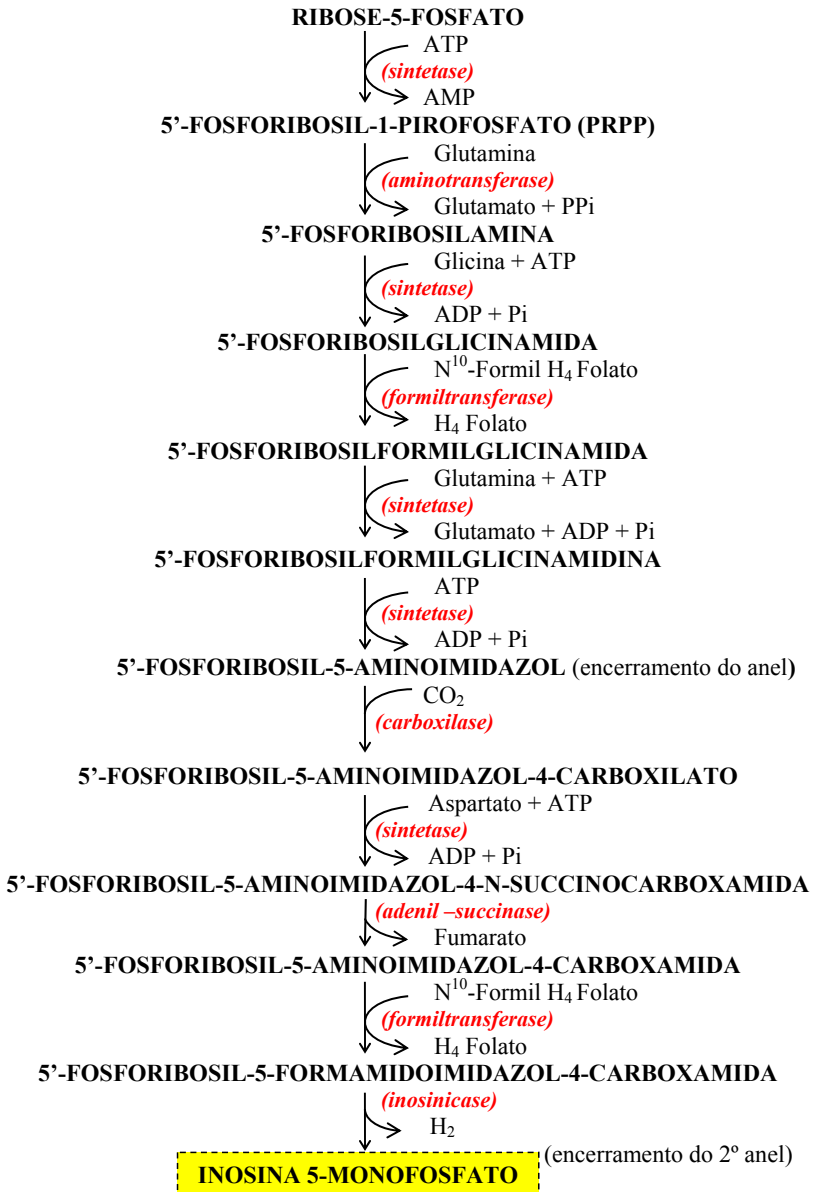 RIBOSE-5-FOSFATO
ATP
(sintetase)
AMP
5’-FOSFORIBOSIL-1-PIROFOSFATO (PRPP)
Glutamina
(aminotransferase)
Glutamato + PPi
5’-FOSFORIBOSILAMINA
Glicina + ATP
(sintetase)
ADP + Pi
5’-FOSFORIBOSILGLICINAMIDA
N¹⁰-Formil H₄ Folato
(formiltransferase)
H₄ Folato
5’-FOSFORIBOSILFORMILGLICINAMIDA
Glutamina + ATP
(sintetase)
Glutamato + ADP + Pi
5’-FOSFORIBOSILFORMILGLICINAMIDINA
ATP
(sintetase)
ADP + Pi
5’-FOSFORIBOSIL-5-AMINOIMIDAZOL (encerramento do anel)
CO₂
(carboxilase)
5’-FOSFORIBOSIL-5-AMINOIMIDAZOL-4-CARBOXILATO
Aspartato + ATP
(sintetase)
ADP + Pi
5’-FOSFORIBOSIL-5-AMINOIMIDAZOL-4-N-SUCCINOCARBOXAMIDA
(adenil –succinase)
Fumarato
5’-FOSFORIBOSIL-5-AMINOIMIDAZOL-4-CARBOXAMIDA
N¹⁰-Formil H₄ Folato
(formiltransferase)
H₄ Folato
5’-FOSFORIBOSIL-5-FORMAMIDOIMIDAZOL-4-CARBOXAMIDA
(inosinicase)
H₂
(encerramento do 2º anel)
INOSINA 5-MONOFOSFATO